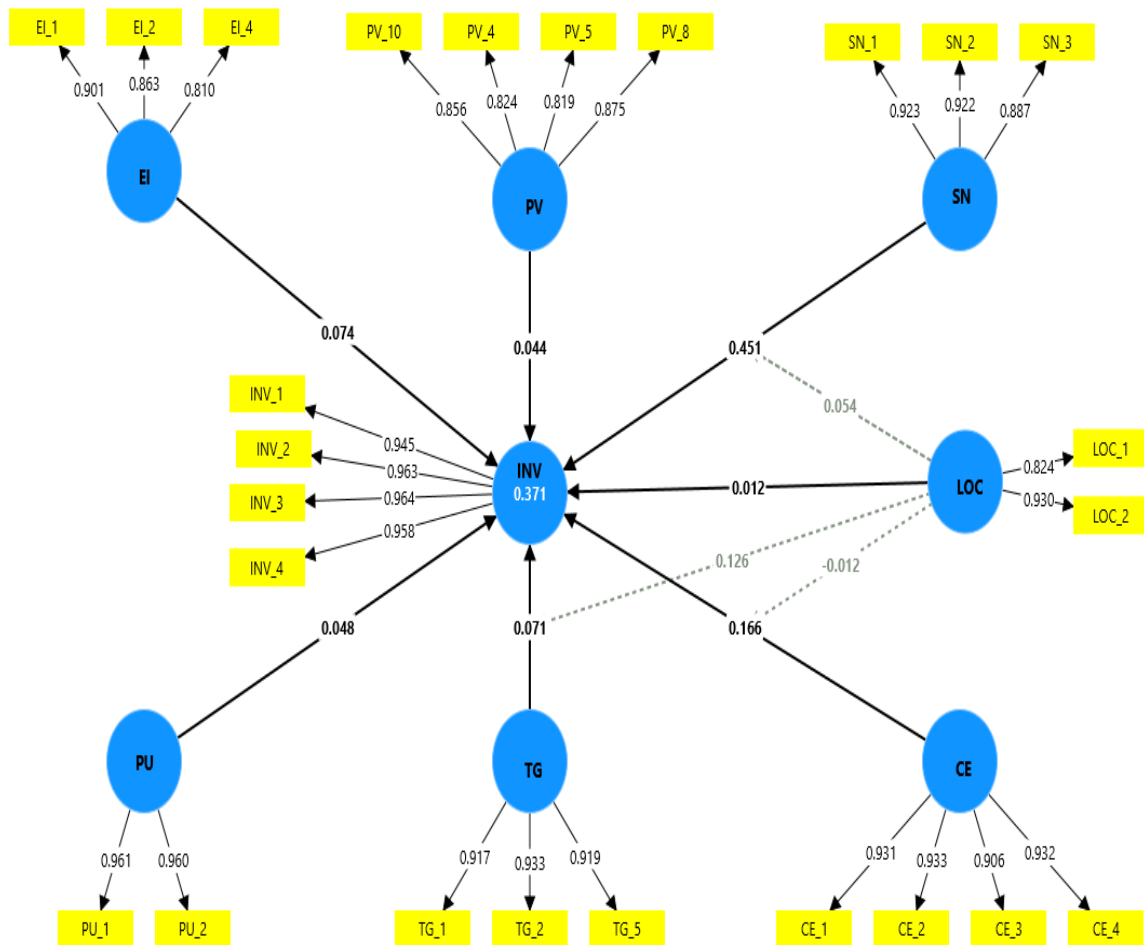 EI_1
EI_2
EI_4
0.901
0.863
0.810
EI
PV_10
PV_4
PV_5
PV_8
0.856
0.824
0.819
0.875
PV
SN_1
SN_2
SN_3
0.923
0.922
0.887
SN
0.074
0.044
0.451
0.054
INV_1
INV_2
INV_3
INV_4
0.945
0.963
0.964
0.958
INV
0.371
0.012
LOC
0.824
0.930
LOC_1
LOC_2
0.126
-0.012
0.048
0.071
0.166
PU
0.961
0.960
PU_1
PU_2
TG
0.917
0.933
0.919
TG_1
TG_2
TG_5
CE
0.931
0.933
0.906
0.932
CE_1
CE_2
CE_3
CE_4